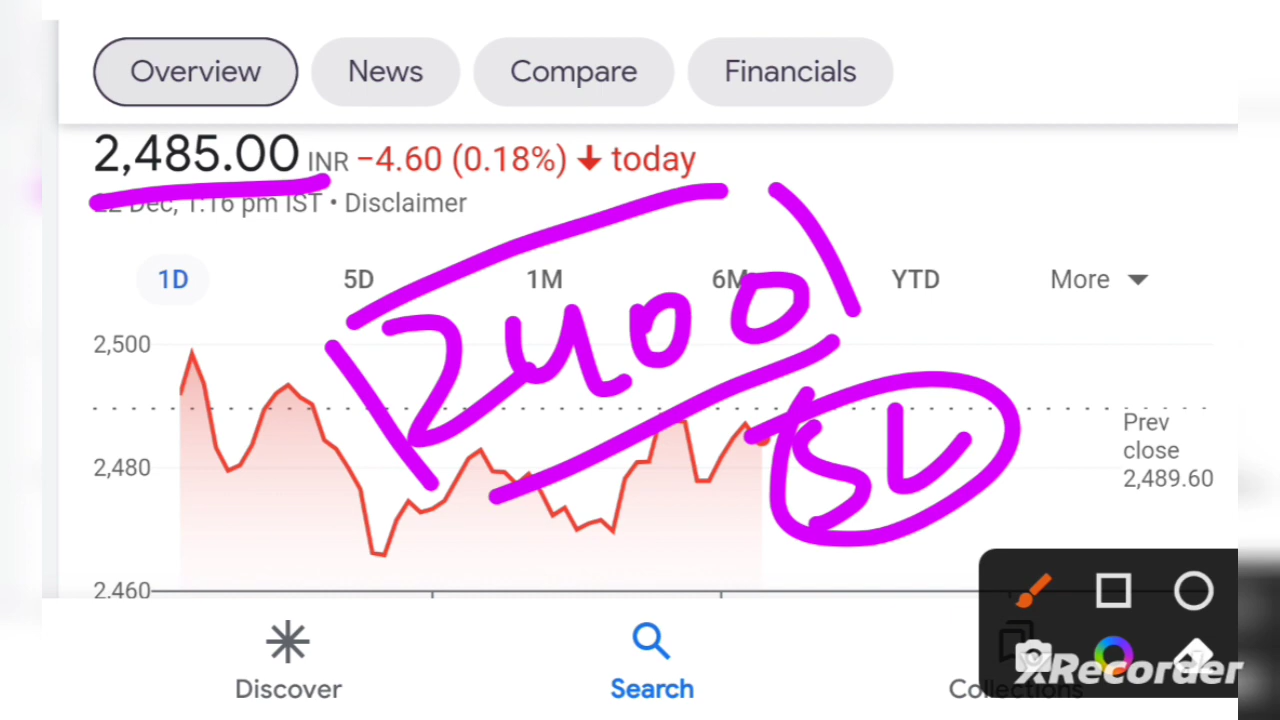 Overview News Compare Financials
2,485.00 INR −4.60 (0.18%) ↓ today
22 Dec, 1:16 pm IST • Disclaimer
1D 5D 1M 6M YTD More
2400
2,500
SL
Prev
close
2,489.60
2,480
2,460
Discover Search Collections
XRecorder